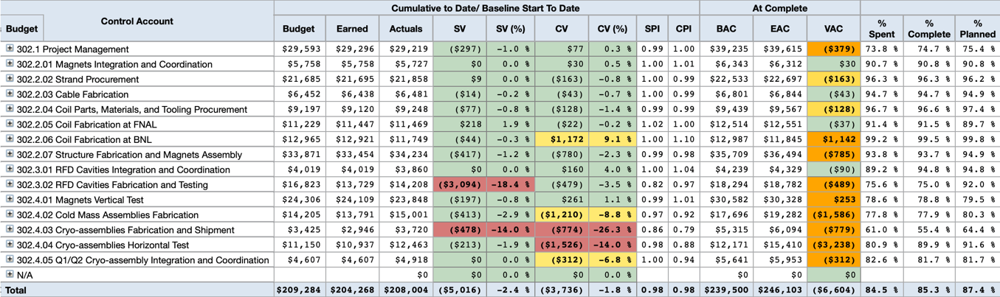 Cumulative to Date/ Baseline Start To Date At Complete
Budget Control Account Budget Earned Actuals SV SV (%) CV CV (%) SPI CPI BAC EAC VAC % Spent % Complete % Planned
302.1 Project Management $29,593 $29,296 $29,219 ($297) -1.0 % $77 0.3 % 0.99 1.00 $39,235 $39,615 ($379) 73.8 % 74.7 % 75.4 %
302.2.01 Magnets Integration and Coordination $5,758 $5,758 $5,727 $0 0.0 % $30 0.5 % 1.00 1.01 $6,343 $6,312 $30 90.7 % 90.8 % 90.8 %
302.2.02 Strand Procurement $21,685 $21,695 $21,858 $9 0.0 % ($163) -0.8 % 1.00 0.99 $22,533 $22,697 ($163) 96.3 % 96.3 % 96.2 %
302.2.03 Cable Fabrication $6,452 $6,438 $6,481 ($14) -0.2 % ($43) -0.7 % 1.00 0.99 $6,801 $6,844 ($43) 94.7 % 94.7 % 94.9 %
302.2.04 Coil Parts, Materials, and Tooling Procurement $9,197 $9,120 $9,248 ($77) -0.8 % ($128) -1.4 % 0.99 0.99 $9,439 $9,567 ($128) 96.7 % 96.6 % 97.4 %
302.2.05 Coil Fabrication at FNAL $11,229 $11,447 $11,469 $218 1.9 % ($22) -0.2 % 1.02 1.00 $12,514 $12,551 ($37) 91.4 % 91.5 % 89.7 %
302.2.06 Coil Fabrication at BNL $12,965 $12,921 $11,749 ($44) -0.3 % $1,172 9.1 % 1.00 1.10 $12,987 $11,845 $1,142 99.2 % 99.5 % 99.8 %
302.2.07 Structure Fabrication and Magnets Assembly $33,871 $33,454 $34,234 ($417) -1.2 % ($780) -2.3 % 0.99 0.98 $35,709 $36,494 ($785) 93.8 % 93.7 % 94.9 %
302.3.01 RFD Cavities Integration and Coordination $4,019 $4,019 $3,860 $0 0.0 % $160 4.0 % 1.00 1.04 $4,239 $4,329 ($90) 89.2 % 94.8 % 94.8 %
302.3.02 RFD Cavities Fabrication and Testing $16,823 $13,729 $14,208 ($3,094) -18.4 % ($479) -3.5 % 0.82 0.97 $18,294 $18,782 ($489) 75.6 % 75.0 % 92.0 %
302.4.01 Magnets Vertical Test $24,306 $24,109 $23,848 ($197) -0.8 % $261 1.1 % 0.99 1.01 $30,582 $30,328 $253 78.6 % 78.8 % 79.5 %
302.4.02 Cold Mass Assemblies Fabrication $14,205 $13,791 $15,001 ($413) -2.9 % ($1,210) -8.8 % 0.97 0.92 $17,696 $19,282 ($1,586) 77.8 % 77.9 % 80.3 %
302.4.03 Cryo-assemblies Fabrication and Shipment $3,425 $2,946 $3,720 ($478) -14.0 % ($774) -26.3 % 0.86 0.79 $5,315 $6,094 ($779) 61.0 % 55.4 % 64.4 %
302.4.04 Cryo-assemblies Horizontal Test $11,150 $10,937 $12,463 ($213) -1.9 % ($1,526) -14.0 % 0.98 0.88 $12,171 $15,410 ($3,238) 80.9 % 89.9 % 91.6 %
302.4.05 Q1/Q2 Cryo-assembly Integration and Coordination $4,607 $4,607 $4,918 $0 0.0 % ($312) -6.8 % 1.00 0.94 $5,641 $5,953 ($312) 82.6 % 81.7 % 81.7 %
N/A $0 $0 0.0 % $0 0.0 % $0 $0 $0
Total $209,284 $204,268 $208,004 ($5,016) -2.4 % ($3,736) -1.8 % 0.98 0.98 $239,500 $246,103 ($6,604) 84.5 % 85.3 % 87.4 %